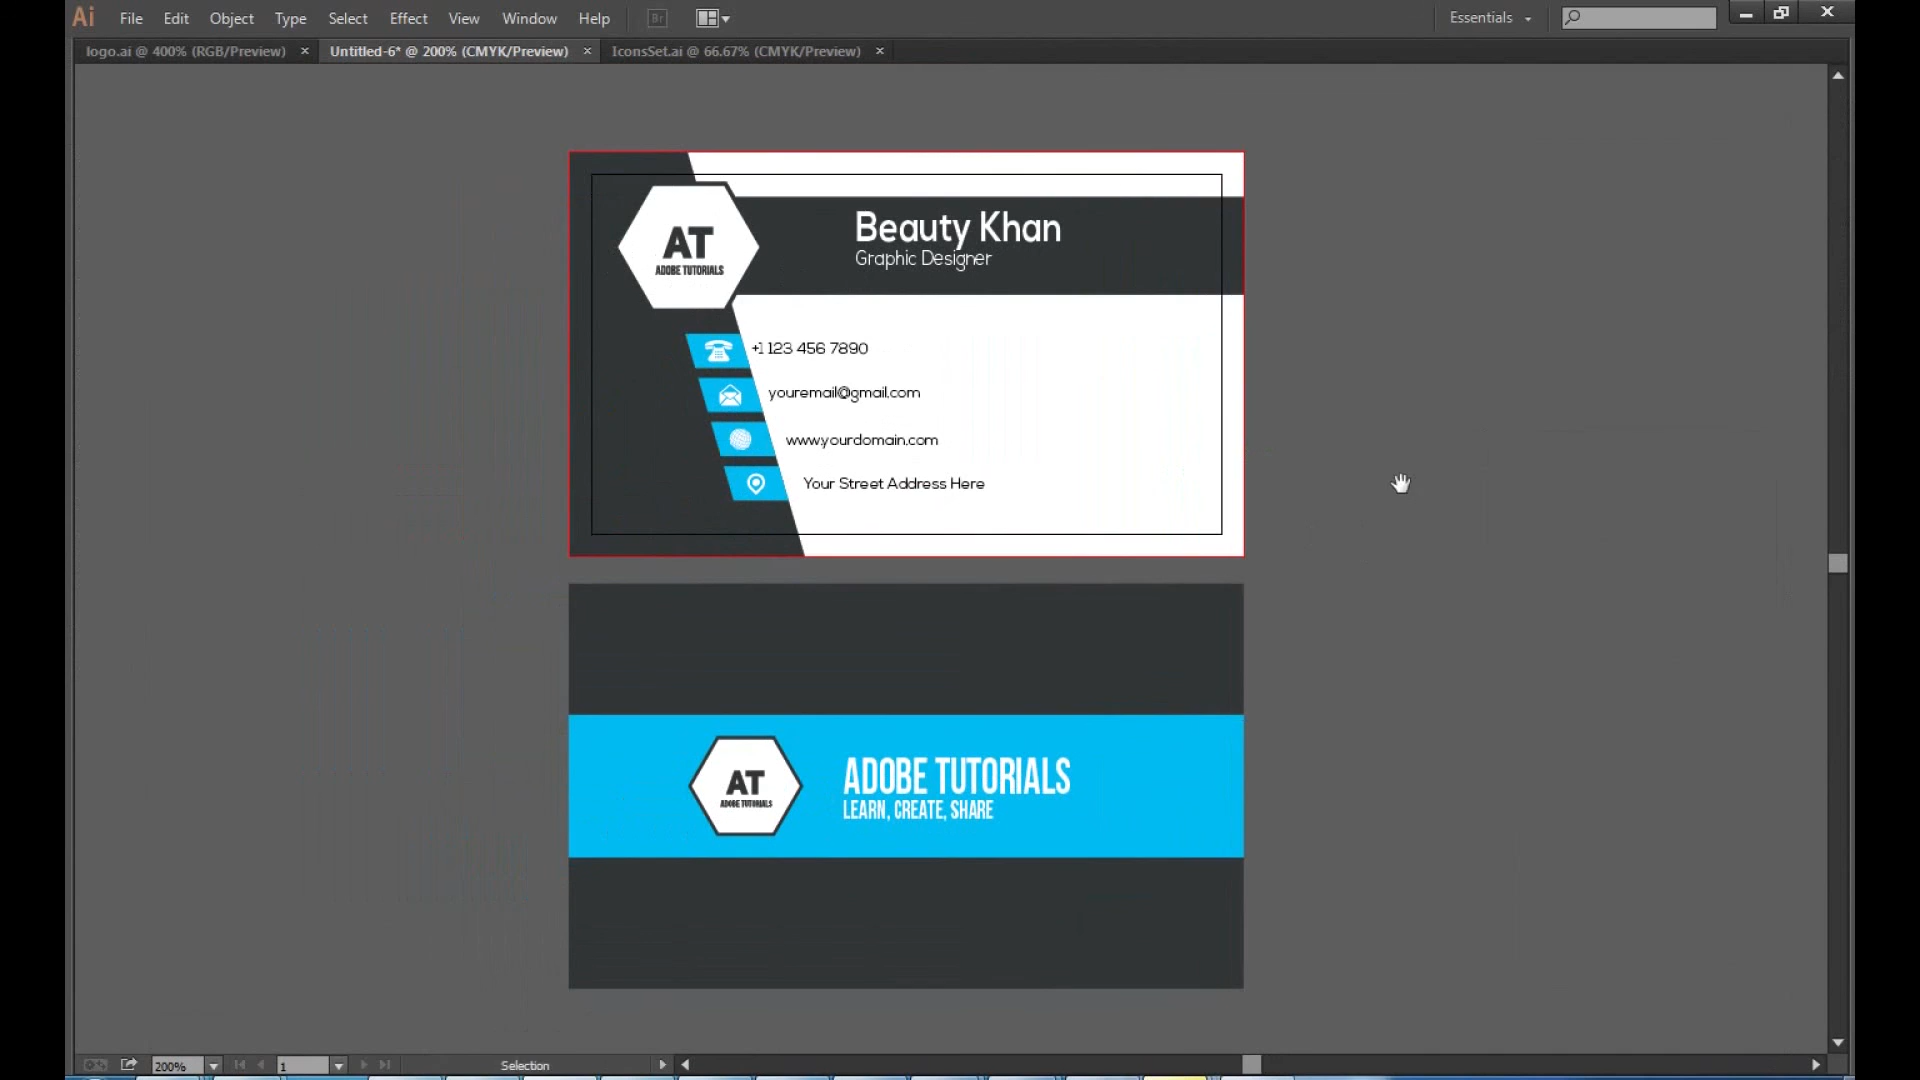 Ai File Edit Object Type Select Effect View Window Help Br Essentials
logo.ai @ 400% (RGB/Preview) × Untitled-6* @ 200% (CMYK/Preview) × IconsSet.ai @ 66.67% (CMYK/Preview) ×
AT
ADOBE TUTORIALS
Beauty Khan
Graphic Designer
+1 123 456 7890
youremail@gmail.com
www.yourdomain.com
Your Street Address Here
AT
ADOBE TUTORIALS
ADOBE TUTORIALS
LEARN, CREATE, SHARE
200% 1 Selection